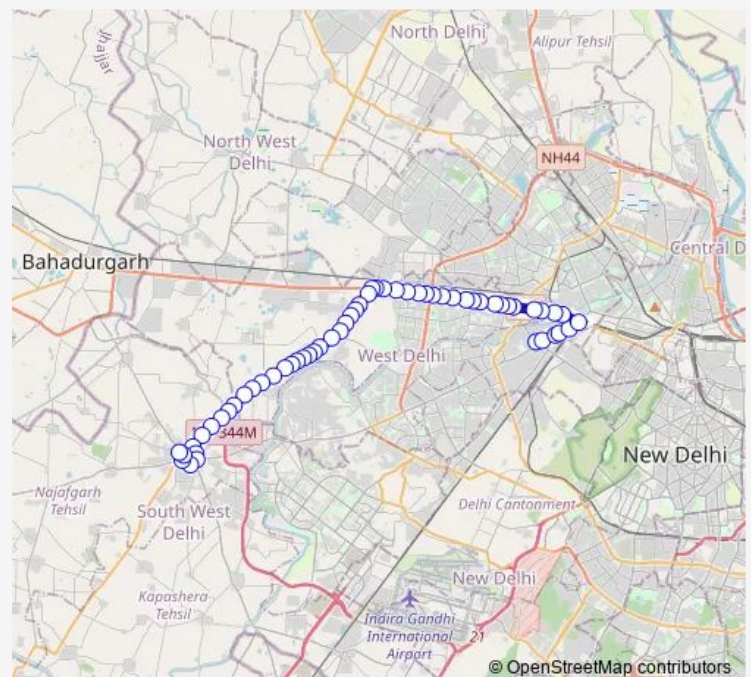 North Delhi
Alipur Tehsil
Jhajjar
North West
Delhi
NH44
Central D
Bahadurgarh
West Delhi
344M
New Delhi
Najafgarh
Tehsil
South West
Delhi
Delhi Cantonment
New Delhi
Kapashera
Tehsil
Indira Gandhi
International
Airport
21
© OpenStreetMap contributors